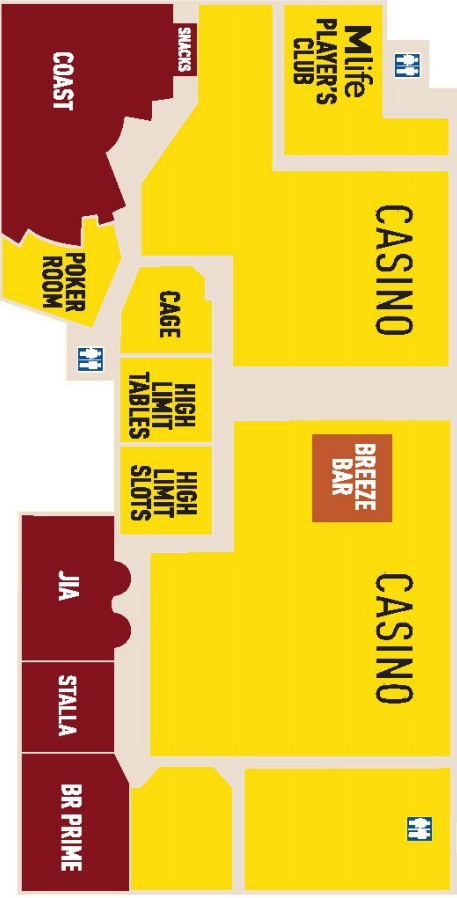 COAST
SNACKS
Mlife
PLAYER'S
CLUB
CASINO
POKER
ROOM
CAGE
HIGH
LIMIT
TABLES
HIGH
LIMIT
SLOTS
BREEZE
BAR
CASINO
JIA
STALLA
BR PRIME